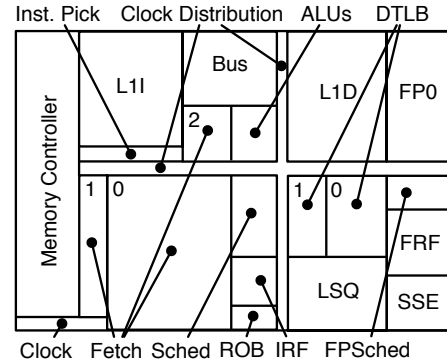 Inst. Pick Clock Distribution ALUs DTLB
L1I Bus L1D FP0
2
Memory Controller
1 0 1 0
FRF
LSQ SSE
Clock Fetch Sched ROB IRF FPSched